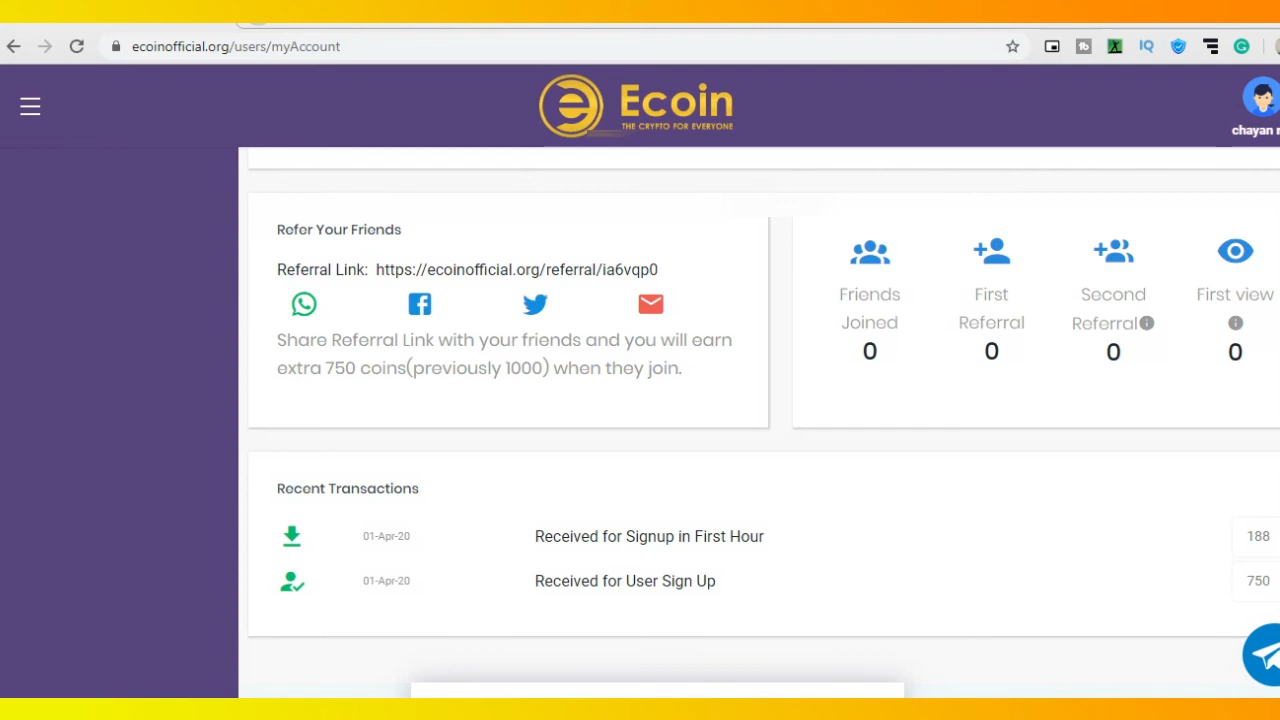 ecoinofficial.org/users/myAccount
IQ
Ecoin
THE CRYPTO FOR EVERYONE
chayan
Refer Your Friends
Referral Link: https://ecoinofficial.org/referral/ia6vqp0
Share Referral Link with your friends and you will earn
extra 750 coins(previously 1000) when they join.
Friends Joined
0
First Referral
0
Second Referral
0
First view
0
Recent Transactions
01-Apr-20 Received for Signup in First Hour 188
01-Apr-20 Received for User Sign Up 750